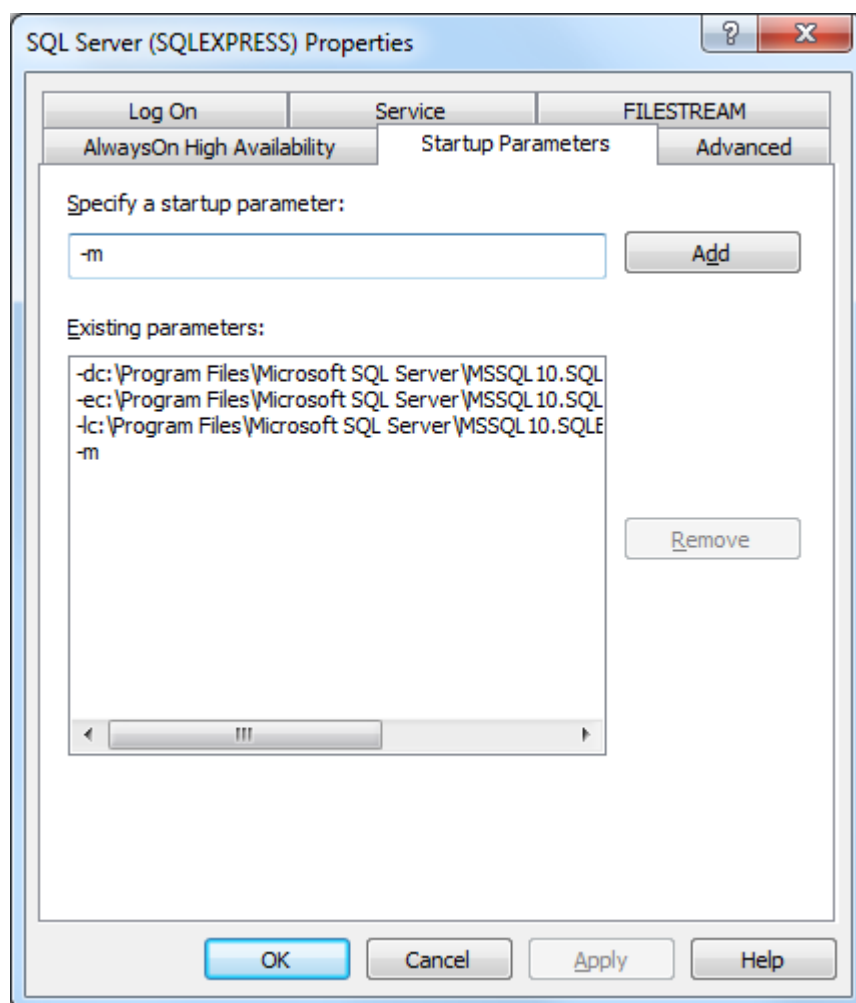 SQL Server (SQLEXPRESS) Properties
Log On Service FILESTREAM
AlwaysOn High Availability Startup Parameters Advanced
Specify a startup parameter:
-m Add
Existing parameters:
-dc:\Program Files\Microsoft SQL Server\MSSQL10.SQL
-ec:\Program Files\Microsoft SQL Server\MSSQL10.SQL
-lc:\Program Files\Microsoft SQL Server\MSSQL10.SQLE
-m
Remove
OK Cancel Apply Help